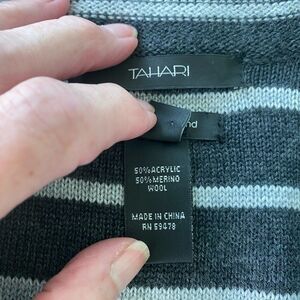 TAHARI
50% ACRYLIC
50% MERINO
WOOL
MADE IN CHINA
RN 59478